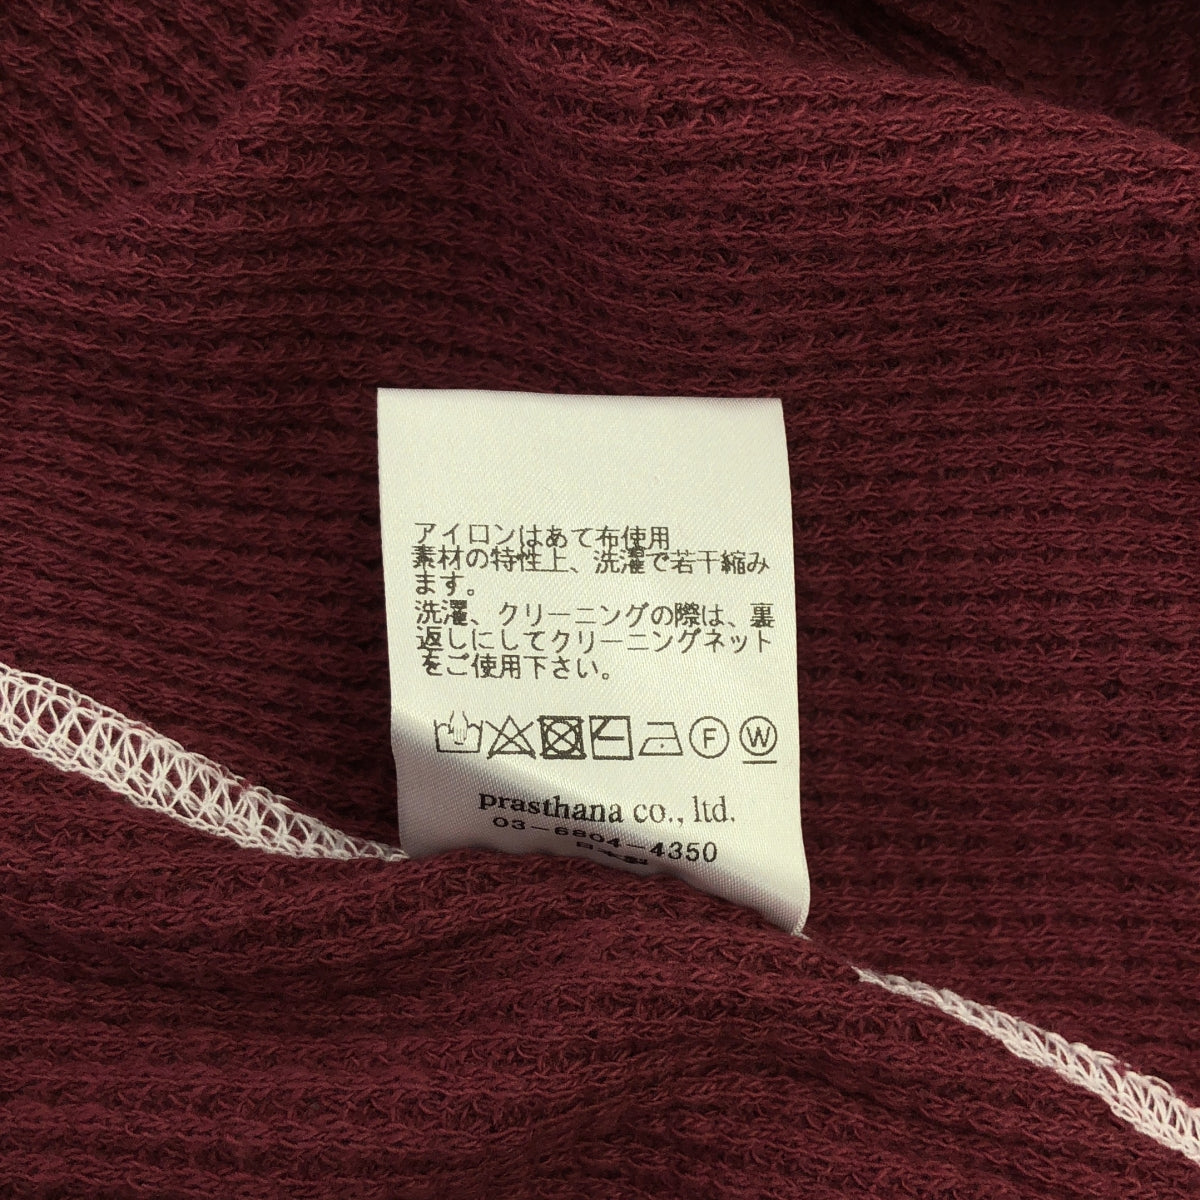 アイロンはあて布使用
素材の特性上、洗濯で若干縮み
ます。
洗濯、クリーニングの際は、裏
返しにしてクリーニングネット
をご使用下さい。
F W
prasthana co., ltd.
03-6804-4350
日本製